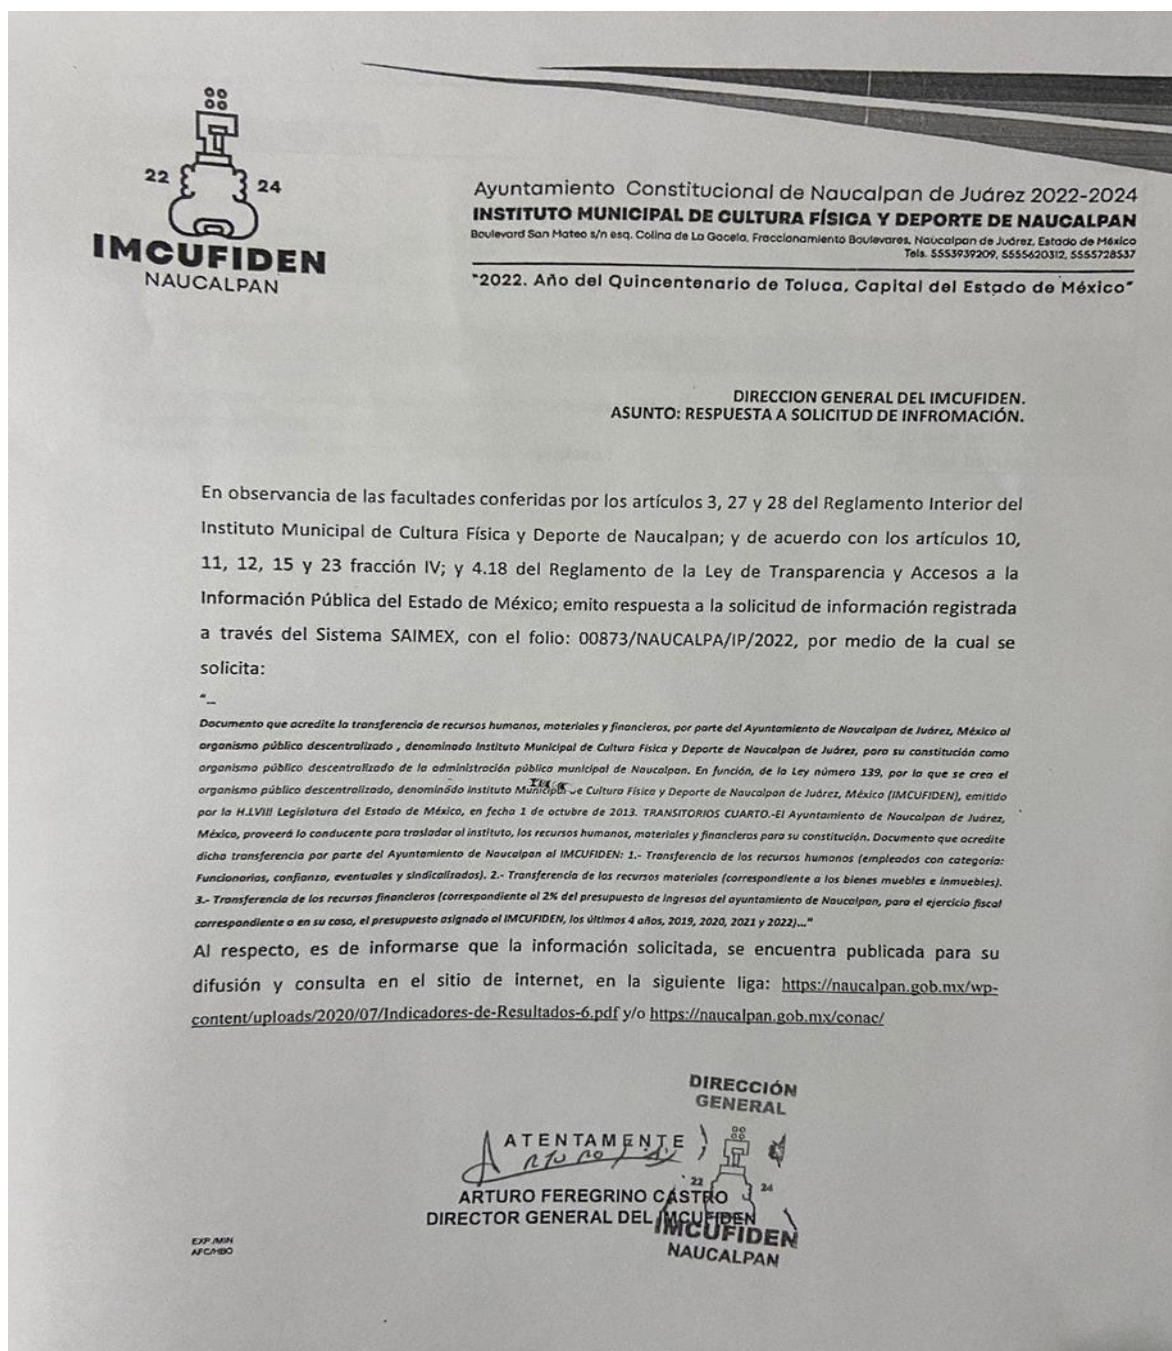 22 24
IMCUFIDEN
NAUCALPAN
Ayuntamiento Constitucional de Naucalpan de Juárez 2022-2024
INSTITUTO MUNICIPAL DE CULTURA FÍSICA Y DEPORTE DE NAUCALPAN
Boulevard San Mateo s/n esq. Colina de La Gacela, Fraccionamiento Boulevares, Naucalpan de Juárez, Estado de México
Tels. 5553939209, 5555620312, 5555728537
"2022. Año del Quincentenario de Toluca, Capital del Estado de México"
DIRECCION GENERAL DEL IMCUFIDEN.
ASUNTO: RESPUESTA A SOLICITUD DE INFROMACIÓN.
En observancia de las facultades conferidas por los artículos 3, 27 y 28 del Reglamento Interior del
Instituto Municipal de Cultura Física y Deporte de Naucalpan; y de acuerdo con los artículos 10,
11, 12, 15 y 23 fracción IV; y 4.18 del Reglamento de la Ley de Transparencia y Accesos a la
Información Pública del Estado de México; emito respuesta a la solicitud de información registrada
a través del Sistema SAIMEX, con el folio: 00873/NAUCALPA/IP/2022, por medio de la cual se
solicita:
"...
Documento que acredite la transferencia de recursos humanos, materiales y financieros, por parte del Ayuntamiento de Naucalpan de Juárez, México al
organismo público descentralizado , denominado Instituto Municipal de Cultura Física y Deporte de Naucalpan de Juárez, para su constitución como
organismo público descentralizado de la administración pública municipal de Naucalpan. En función, de la Ley número 139, por la que se crea el
organismo público descentralizado, denominado Instituto Municipal de Cultura Física y Deporte de Naucalpan de Juárez, México (IMCUFIDEN), emitido
por la H.LVIII Legislatura del Estado de México, en fecha 1 de octubre de 2013. TRANSITORIOS CUARTO.-El Ayuntamiento de Naucalpan de Juárez,
México, proveerá lo conducente para trasladar al instituto, los recursos humanos, materiales y financieros para su constitución. Documento que acredite
dicha transferencia por parte del Ayuntamiento de Naucalpan al IMCUFIDEN: 1.- Transferencia de los recursos humanos (empleados con categoría:
Funcionarios, confianza, eventuales y sindicalizados). 2.- Transferencia de los recursos materiales (correspondiente a los bienes muebles e inmuebles).
3.- Transferencia de los recursos financieros (correspondiente al 2% del presupuesto de ingresos del ayuntamiento de Naucalpan, para el ejercicio fiscal
correspondiente o en su caso, el presupuesto asignado al IMCUFIDEN, los últimos 4 años, 2019, 2020, 2021 y 2022)..."
Al respecto, es de informarse que la información solicitada, se encuentra publicada para su
difusión y consulta en el sitio de internet, en la siguiente liga: https://naucalpan.gob.mx/wp-
content/uploads/2020/07/Indicadores-de-Resultados-6.pdf y/o https://naucalpan.gob.mx/conac/
DIRECCIÓN
GENERAL
ATENTAMENTE
ARTURO FEREGRINO CASTRO
DIRECTOR GENERAL DEL IMCUFIDEN
22 24
IMCUFIDEN
NAUCALPAN
EXP /MIN
AFC/HBO